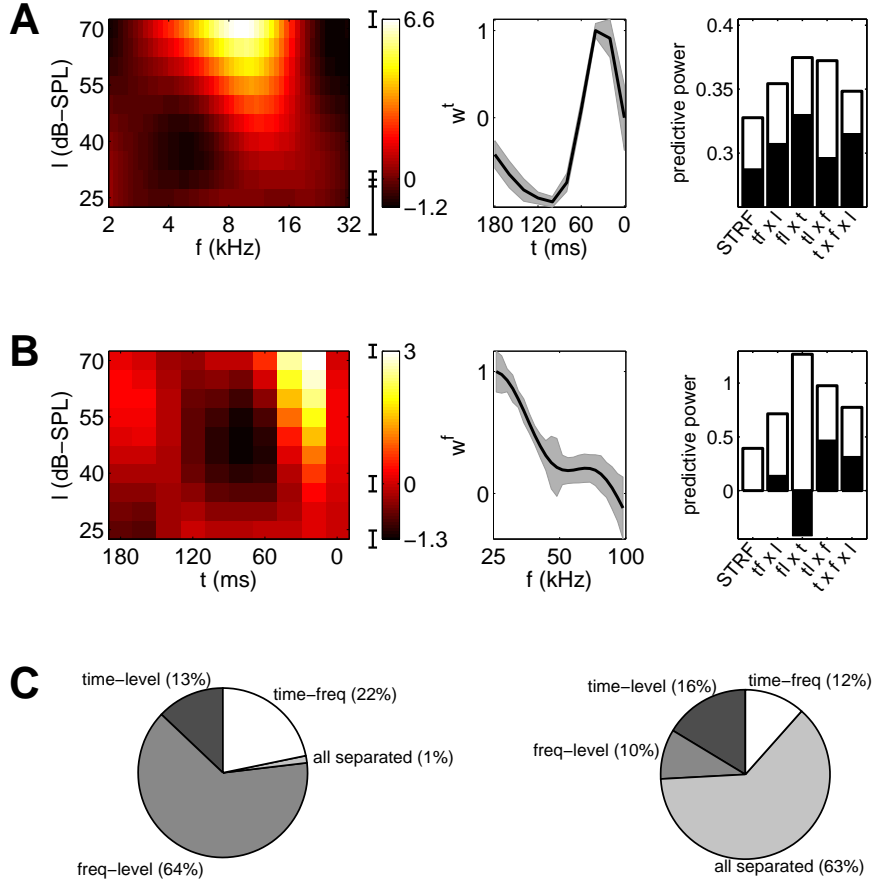 A
70
55
40
25
l (dB−SPL)
2 4 8 16 32
f (kHz)
6.6
0
−1.2
1
0
w^t
180 120 60 0
t (ms)
0.4
0.35
0.3
predictive power
STRF
tf x l
fl x t
tl x f
t x f x l
B
70
55
40
25
l (dB−SPL)
180 120 60 0
t (ms)
3
0
−1.3
1
0
w^f
25 50 100
f (kHz)
1
0.5
0
predictive power
STRF
tf x l
fl x t
tl x f
t x f x l
C
time−level (13%)
time−freq (22%)
all separated (1%)
freq−level (64%)
time−level (16%)
time−freq (12%)
freq−level (10%)
all separated (63%)